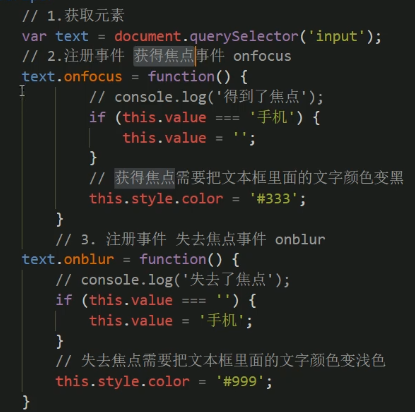 // 1.获取元素
var text = document.querySelector('input');
// 2.注册事件 获得焦点事件 onfocus
text.onfocus = function() {
// console.log('得到了焦点');
if (this.value === '手机') {
this.value = '';
}
// 获得焦点需要把文本框里面的文字颜色变黑
this.style.color = '#333';
}
// 3. 注册事件 失去焦点事件 onblur
text.onblur = function() {
// console.log('失去了焦点');
if (this.value === '') {
this.value = '手机';
}
// 失去焦点需要把文本框里面的文字颜色变浅色
this.style.color = '#999';
}